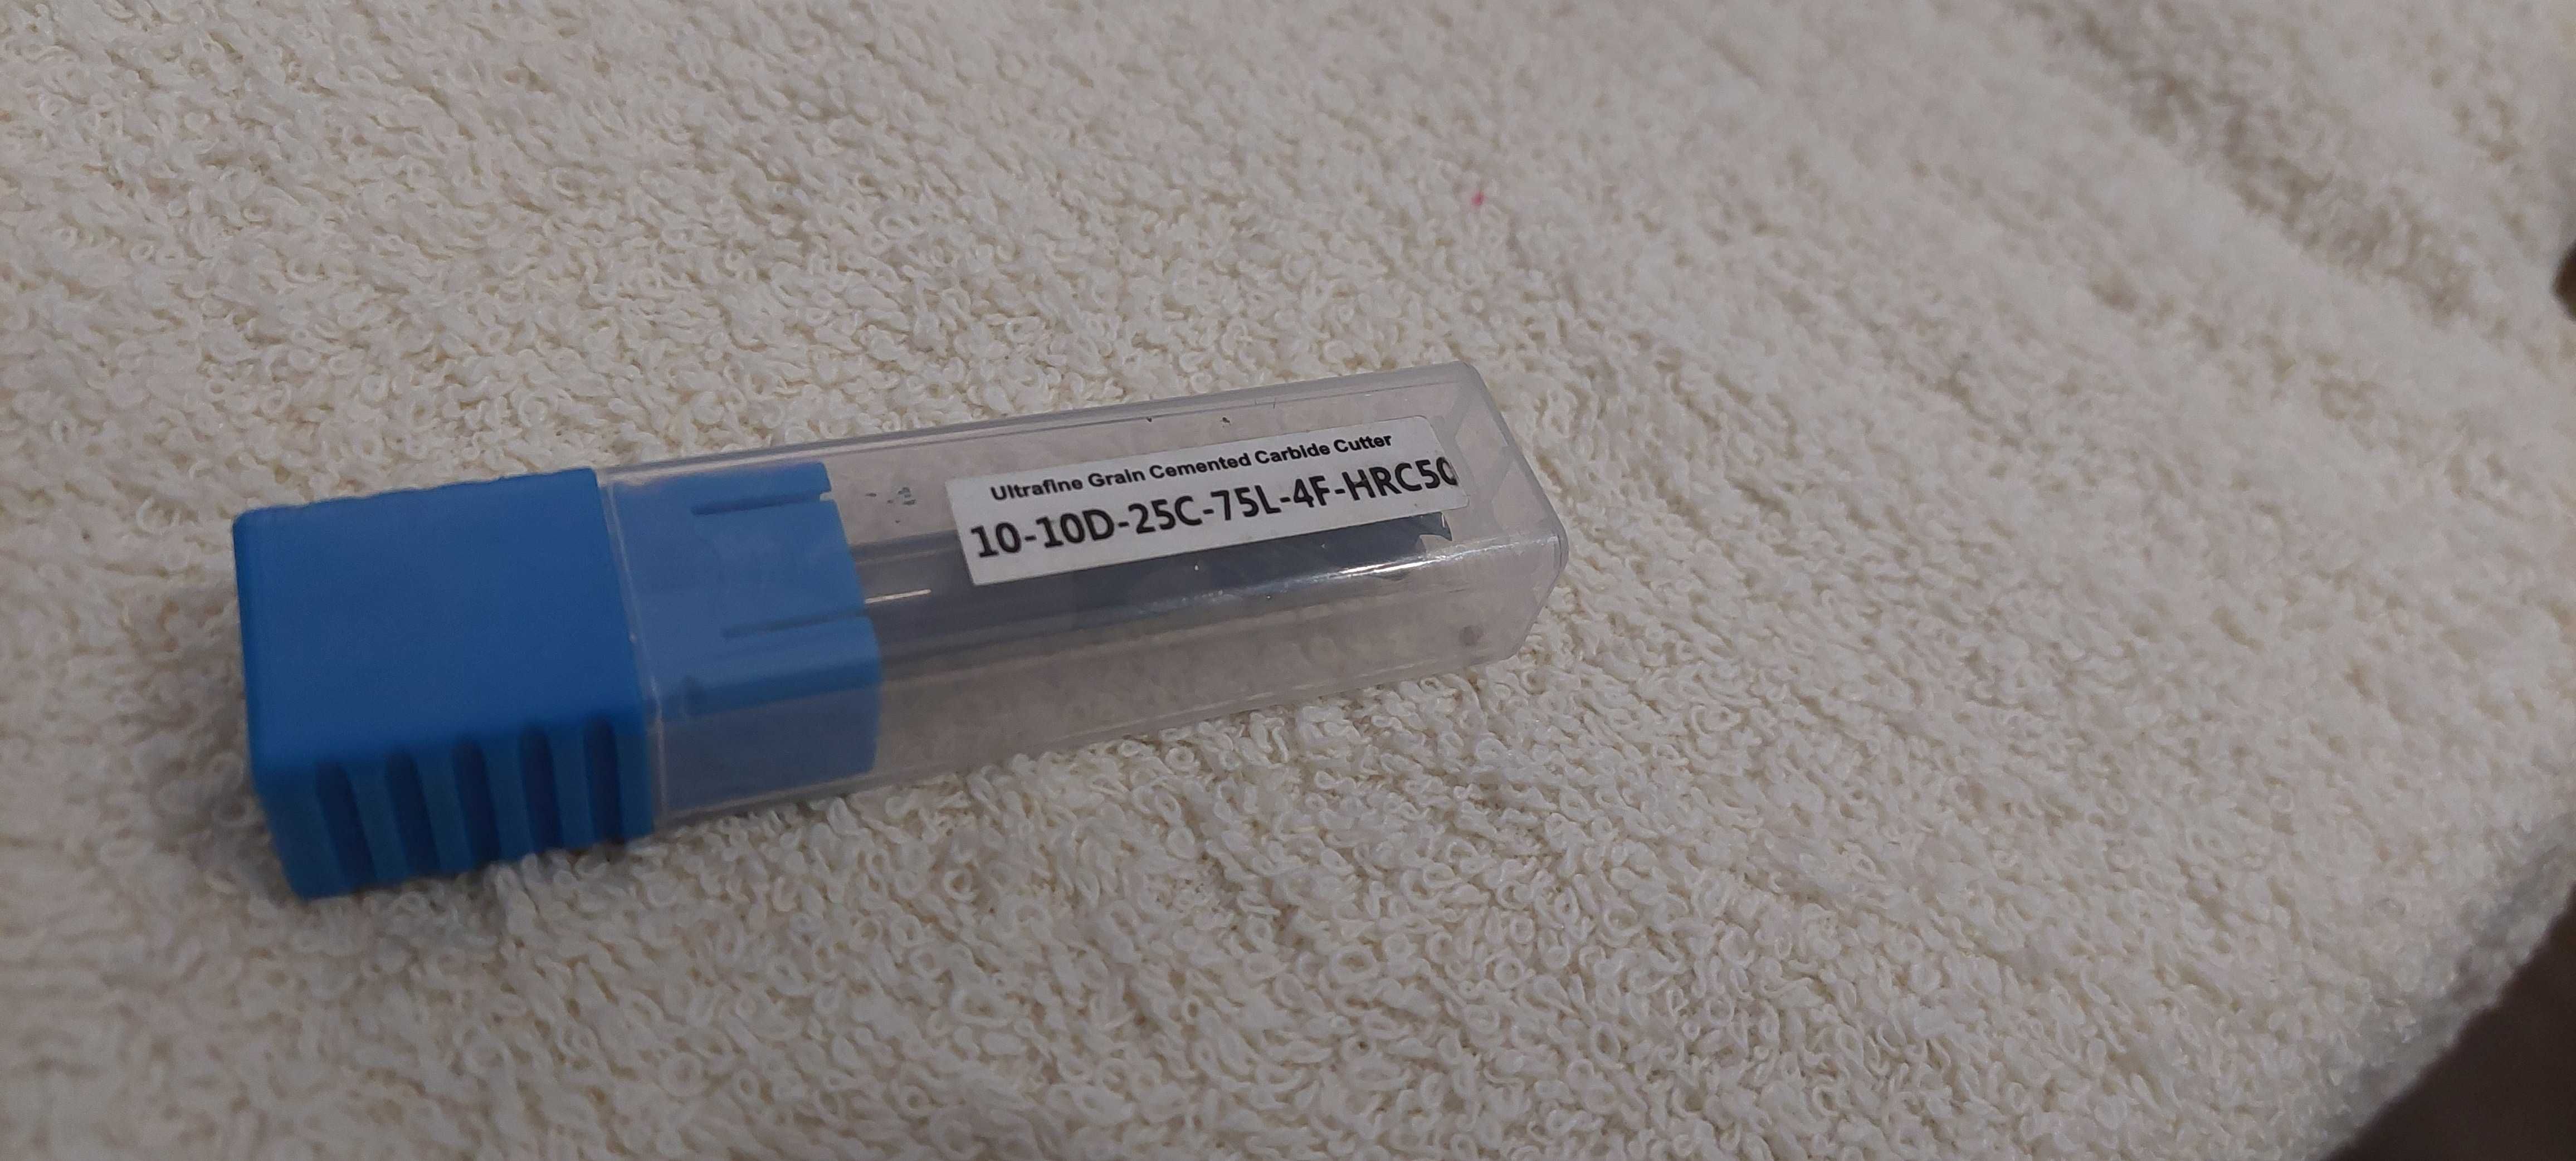 Ultrafine Grain Cemented Carbide Cutter
10-10D-25C-75L-4F-HRC50